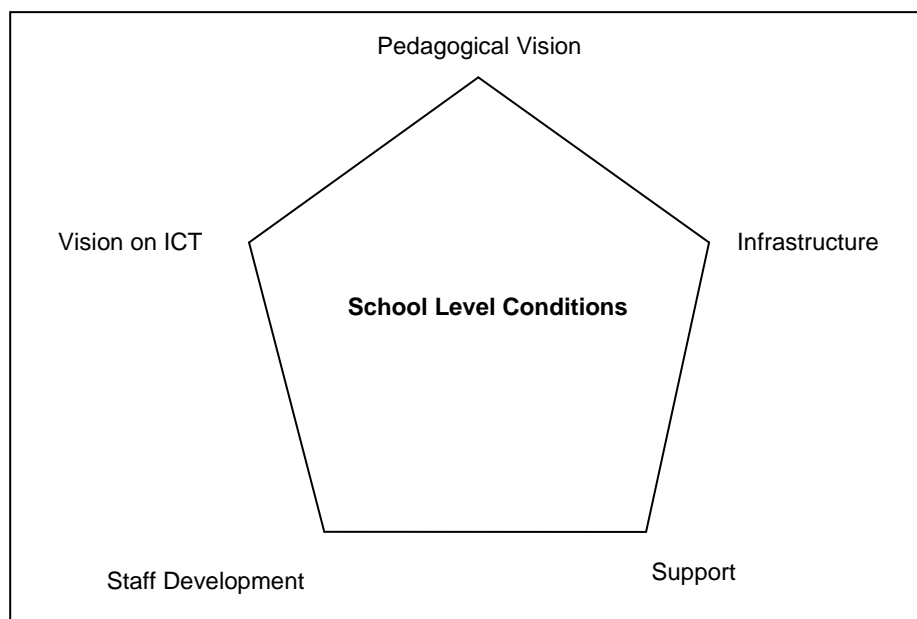 Pedagogical Vision
Vision on ICT
Infrastructure
School Level Conditions
Staff Development
Support